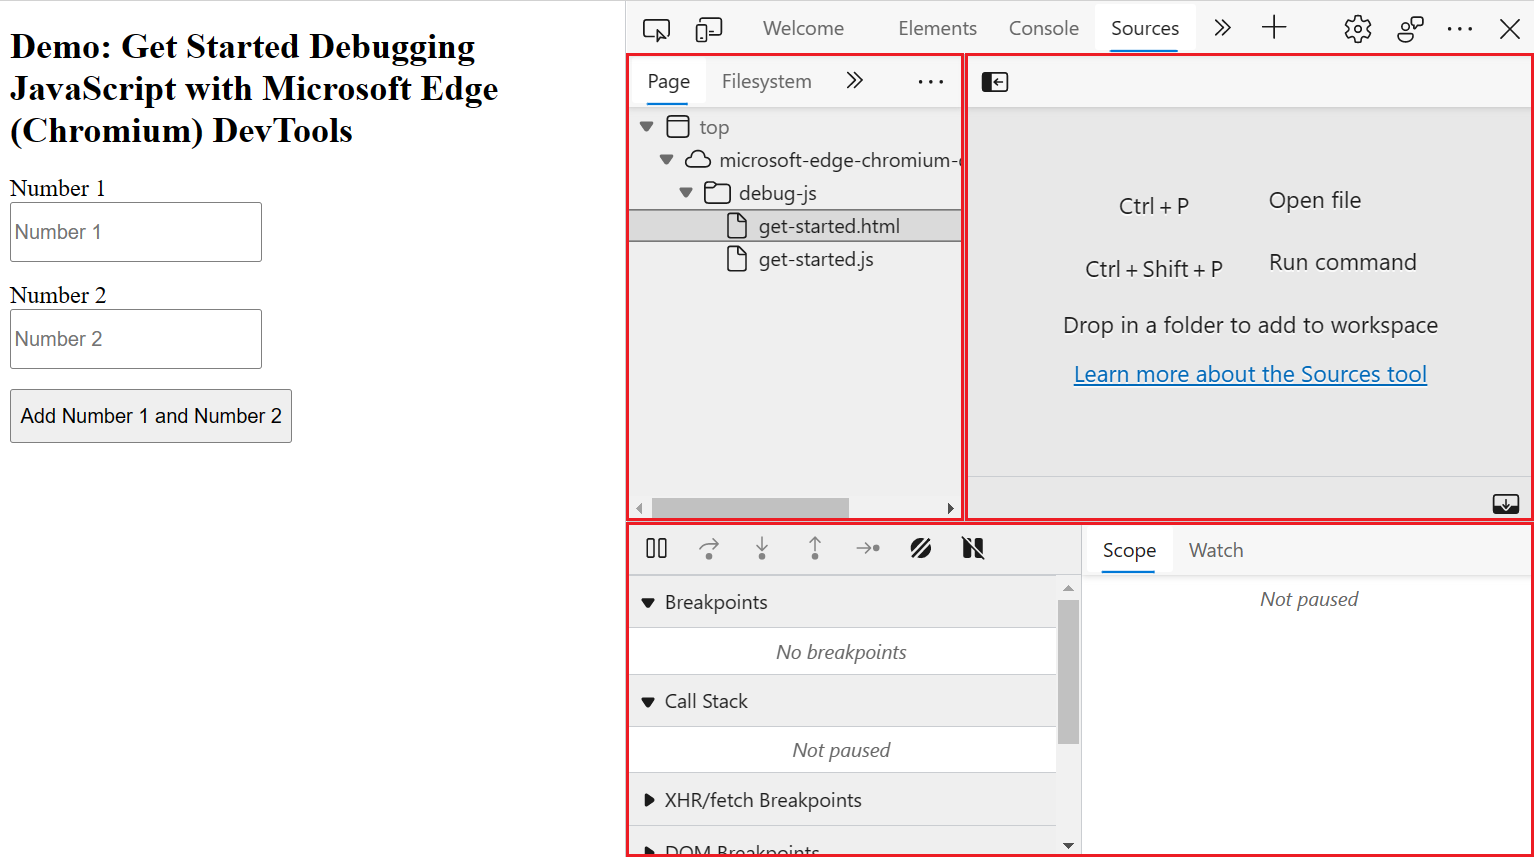 Demo: Get Started Debugging
JavaScript with Microsoft Edge
(Chromium) DevTools
Number 1
Number 1
Number 2
Number 2
Add Number 1 and Number 2
Welcome Elements Console Sources
Page Filesystem
top
microsoft-edge-chromium-
debug-js
get-started.html
get-started.js
Ctrl + P Open file
Ctrl + Shift + P Run command
Drop in a folder to add to workspace
Learn more about the Sources tool
Breakpoints
No breakpoints
Call Stack
Not paused
XHR/fetch Breakpoints
DOM Breakpoints
Scope Watch
Not paused